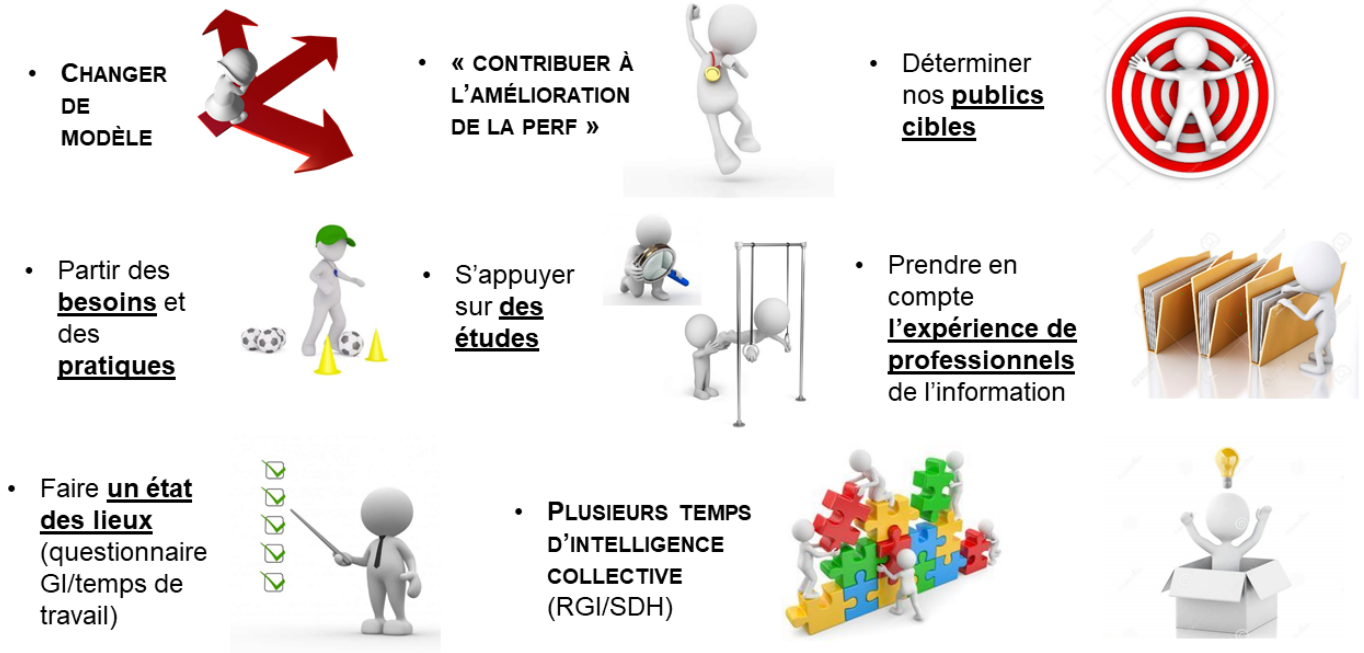 • CHANGER
DE
MODÈLE
• « CONTRIBUER À
L'AMÉLIORATION
DE LA PERF »
• Déterminer
nos publics
cibles
• Partir des
besoins et
des
pratiques
• S'appuyer
sur des
études
• Prendre en
compte
l'expérience de
professionnels
de l'information
• Faire un état
des lieux
(questionnaire
GI/temps de
travail)
• PLUSIEURS TEMPS
D'INTELLIGENCE
COLLECTIVE
(RGI/SDH)